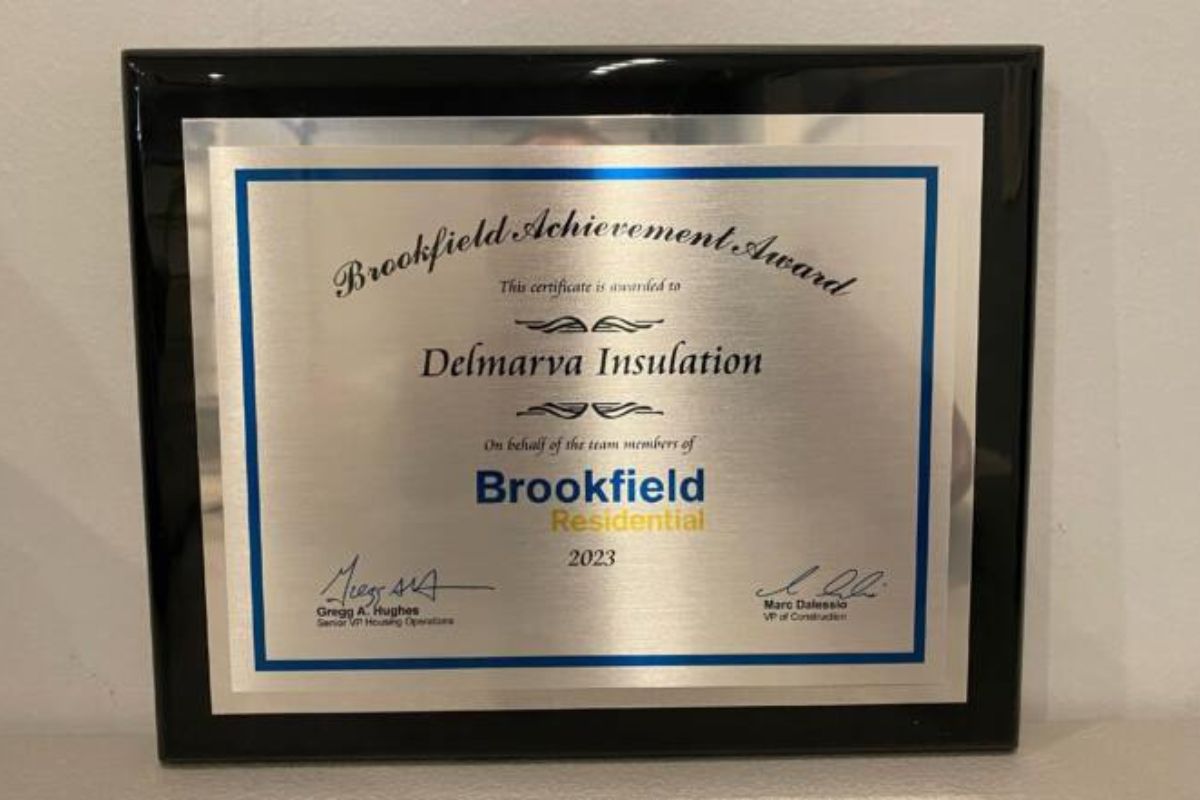 Brookfield Achievement Award
This certificate is awarded to
Delmarva Insulation
On behalf of the team members of
Brookfield
Residential
2023
Gregg A. Hughes
Senior VP Housing Operations
Marc Dalessio
VP of Construction